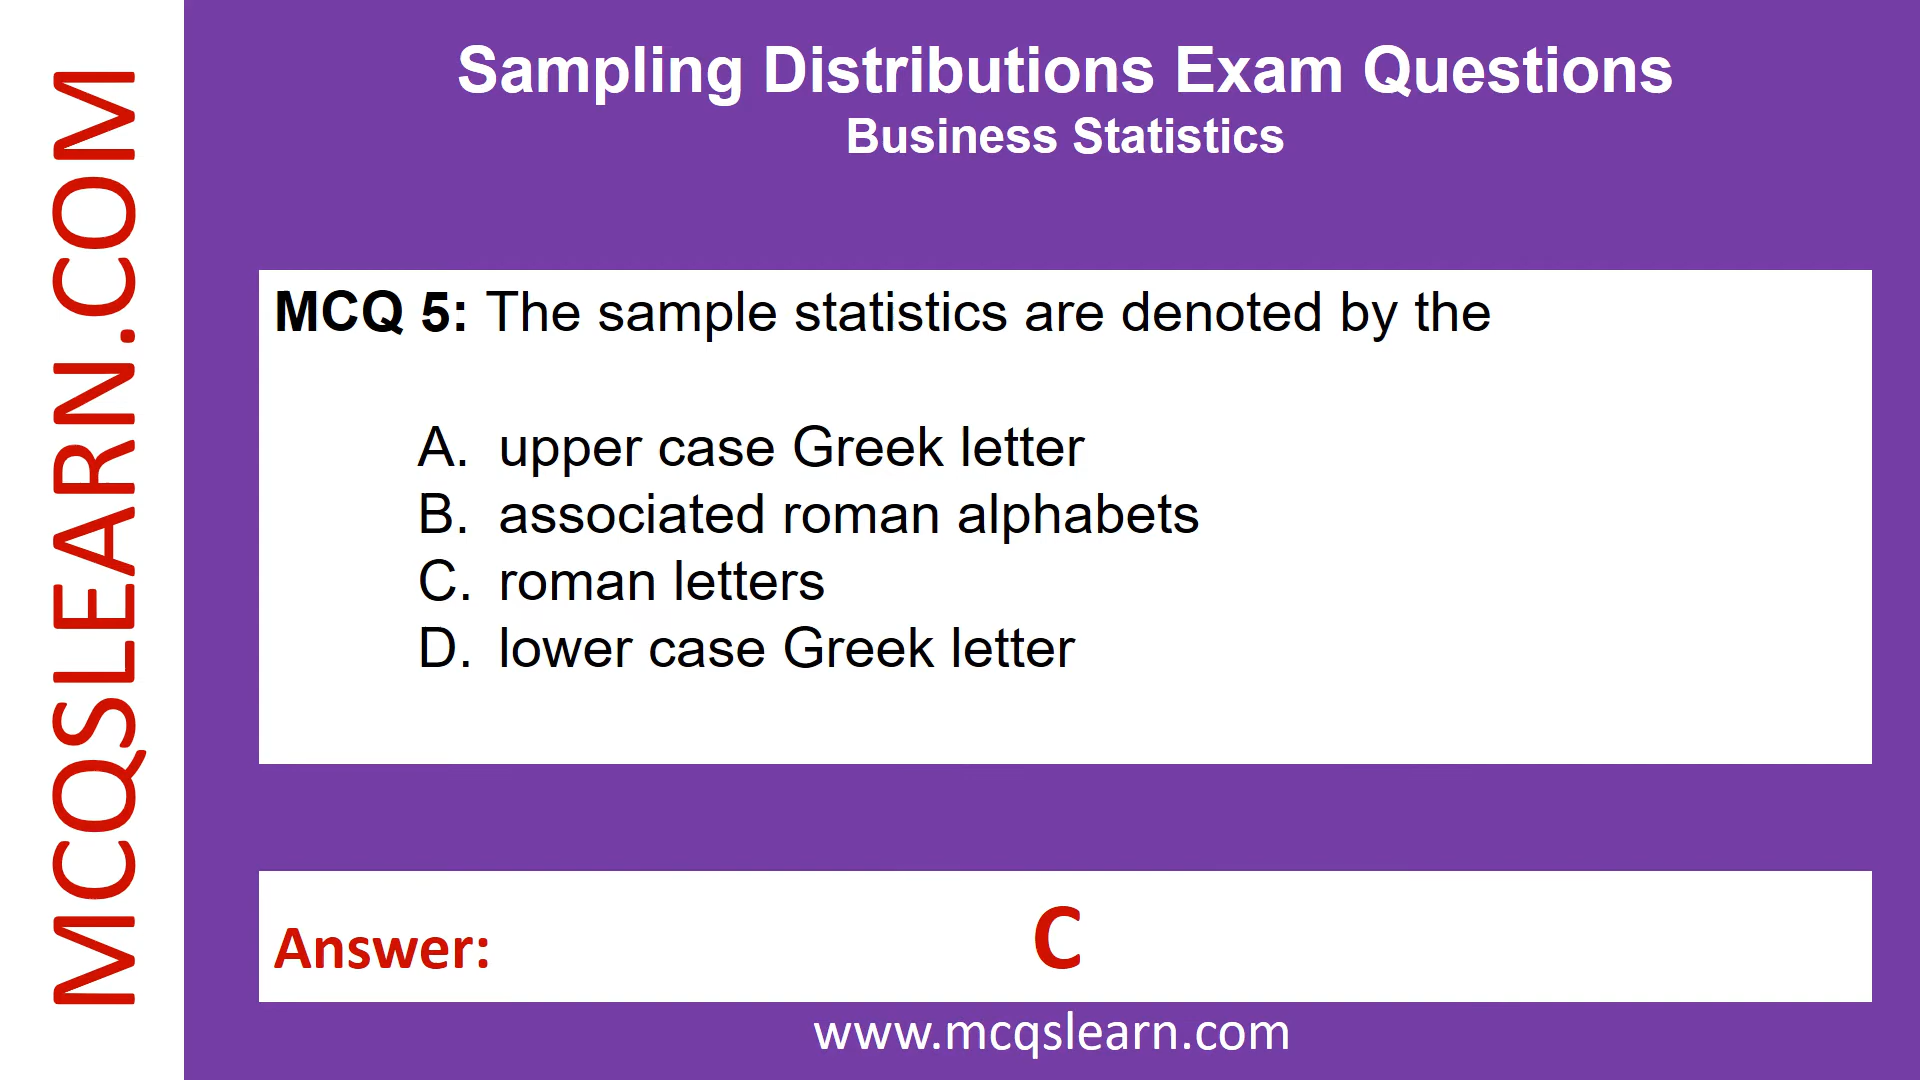 MCQSLEARN.COM
Sampling Distributions Exam Questions
Business Statistics
MCQ 5: The sample statistics are denoted by the
A. upper case Greek letter
B. associated roman alphabets
C. roman letters
D. lower case Greek letter
Answer: C
www.mcqslearn.com